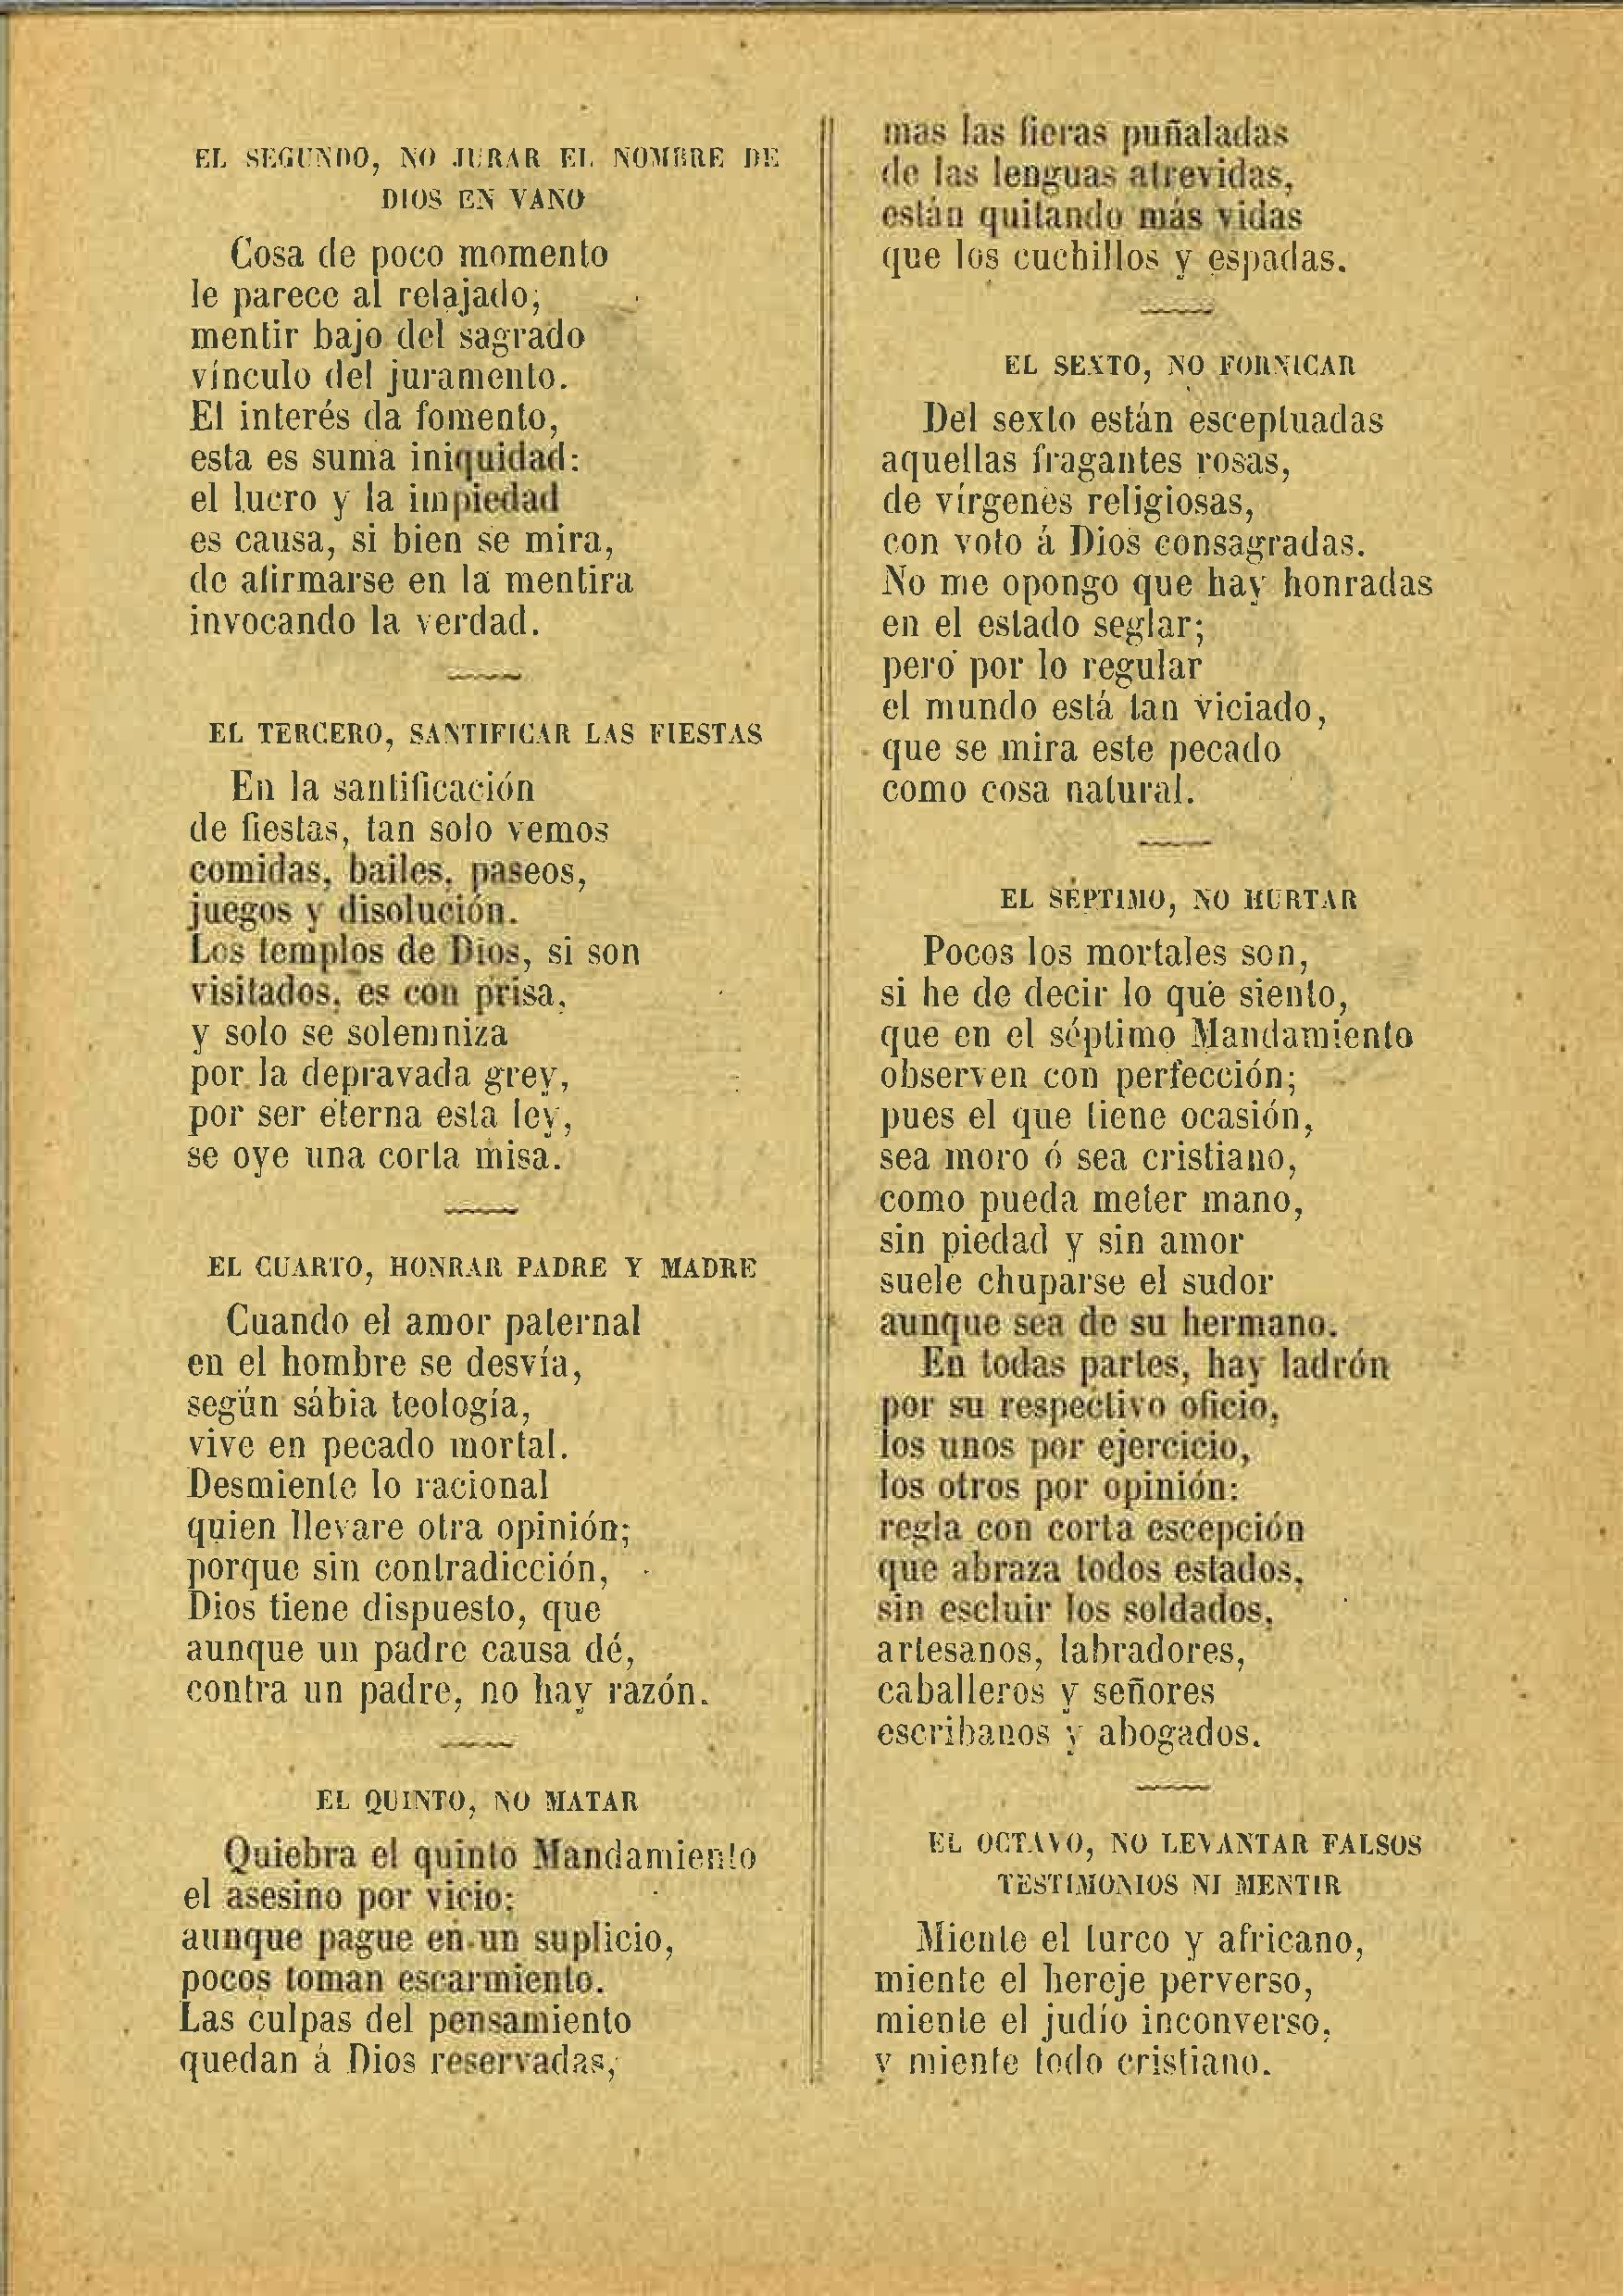 EL SEGUNDO, NO JURAR EL NOMBRE DE
DIOS EN VANO
Cosa de poco momento
le parece al relajado;
mentir bajo del sagrado
vínculo del juramento.
El interés da fomento,
esta es suma iniquidad:
el lucro y la impiedad
es causa, si bien se mira,
de afirmarse en la mentira
invocando la verdad.
EL TERCERO, SANTIFICAR LAS FIESTAS
En la santificación
de fiestas, tan solo vemos
comidas, bailes, paseos,
juegos y disolución.
Los templos de Dios, si son
visitados, es con prisa,
y solo se solemniza
por la depravada grey,
por ser eterna esta ley,
se oye una corta misa.
EL CUARTO, HONRAR PADRE Y MADRE
Cuando el amor paternal
en el hombre se desvía,
según sábia teología,
vive en pecado mortal.
Desmiente lo racional
quien llevare otra opinión;
porque sin contradicción,
Dios tiene dispuesto, que
aunque un padre causa dé,
contra un padre, no hay razón.
EL QUINTO, NO MATAR
Quiebra el quinto Mandamiento
el asesino por vicio;
aunque pague en un suplicio,
pocos toman escarmiento.
Las culpas del pensamiento
quedan á Dios reservadas,
mas las fieras puñaladas
de las lenguas atrevidas,
están quitando más vidas
que los cuchillos y espadas.
EL SEXTO, NO FORNICAR
Del sexto están esceptuadas
aquellas fragantes rosas,
de vírgenes religiosas,
con voto á Dios consagradas.
No me opongo que hay honradas
en el estado seglar;
pero por lo regular
el mundo está tan viciado,
que se mira este pecado
como cosa natural.
EL SÉPTIMO, NO HURTAR
Pocos los mortales son,
si he de decir lo que siento,
que en el séptimo Mandamiento
observen con perfección;
pues el que tiene ocasión,
sea moro ó sea cristiano,
como pueda meter mano,
sin piedad y sin amor
suele chuparse el sudor
aunque sea de su hermano.
En todas partes, hay ladrón
por su respectivo oficio,
los unos por ejercicio,
los otros por opinión:
regla con corta escepción
que abraza todos estados,
sin escluir los soldados,
artesanos, labradores,
caballeros y señores
escribanos y abogados.
EL OCTAVO, NO LEVANTAR FALSOS
TESTIMONIOS NI MENTIR
Miente el turco y africano,
miente el hereje perverso,
miente el judío inconverso,
y miente todo cristiano.